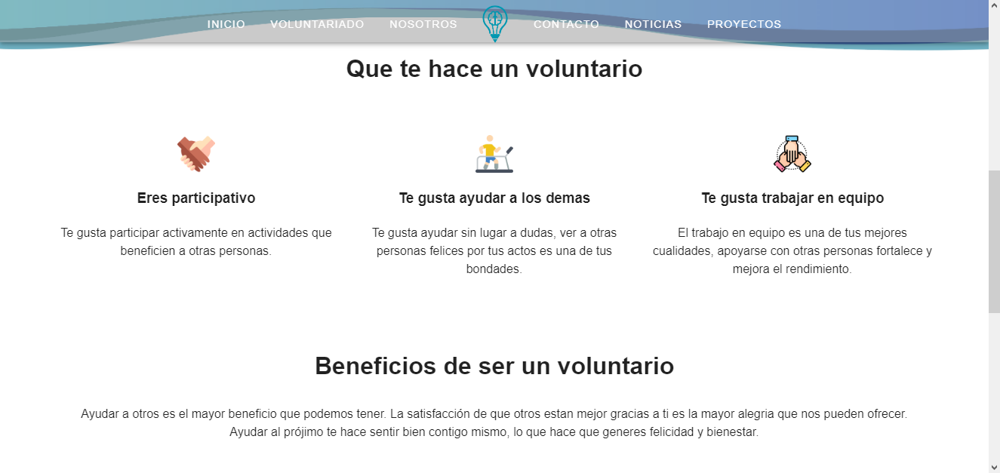 INICIO VOLUNTARIADO NOSOTROS CONTACTO NOTICIAS PROYECTOS
Que te hace un voluntario
Eres participativo
Te gusta participar activamente en actividades que
beneficien a otras personas.
Te gusta ayudar a los demas
Te gusta ayudar sin lugar a dudas, ver a otras
personas felices por tus actos es una de tus
bondades.
Te gusta trabajar en equipo
El trabajo en equipo es una de tus mejores
cualidades, apoyarse con otras personas fortalece y
mejora el rendimiento.
Beneficios de ser un voluntario
Ayudar a otros es el mayor beneficio que podemos tener. La satisfacción de que otros estan mejor gracias a ti es la mayor alegria que nos pueden ofrecer.
Ayudar al prójimo te hace sentir bien contigo mismo, lo que hace que generes felicidad y bienestar.